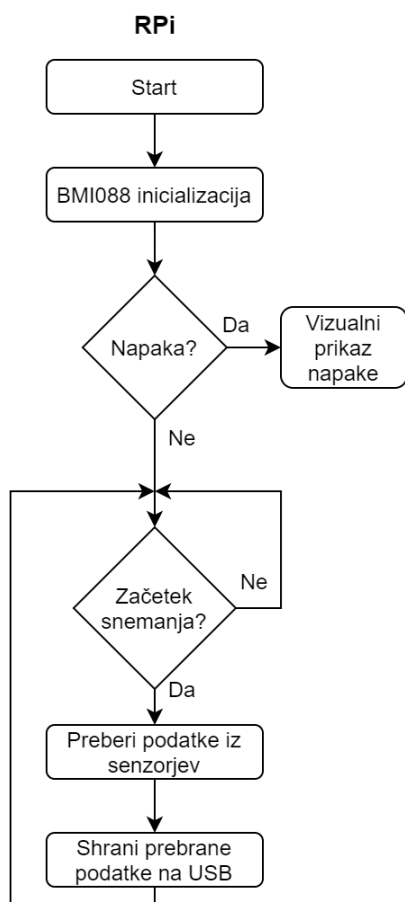 RPi
Start
BMI088 inicializacija
Napaka?
Da
Vizualni
prikaz
napake
Ne
Začetek
snemanja?
Ne
Da
Preberi podatke iz
senzorjev
Shrani prebrane
podatke na USB